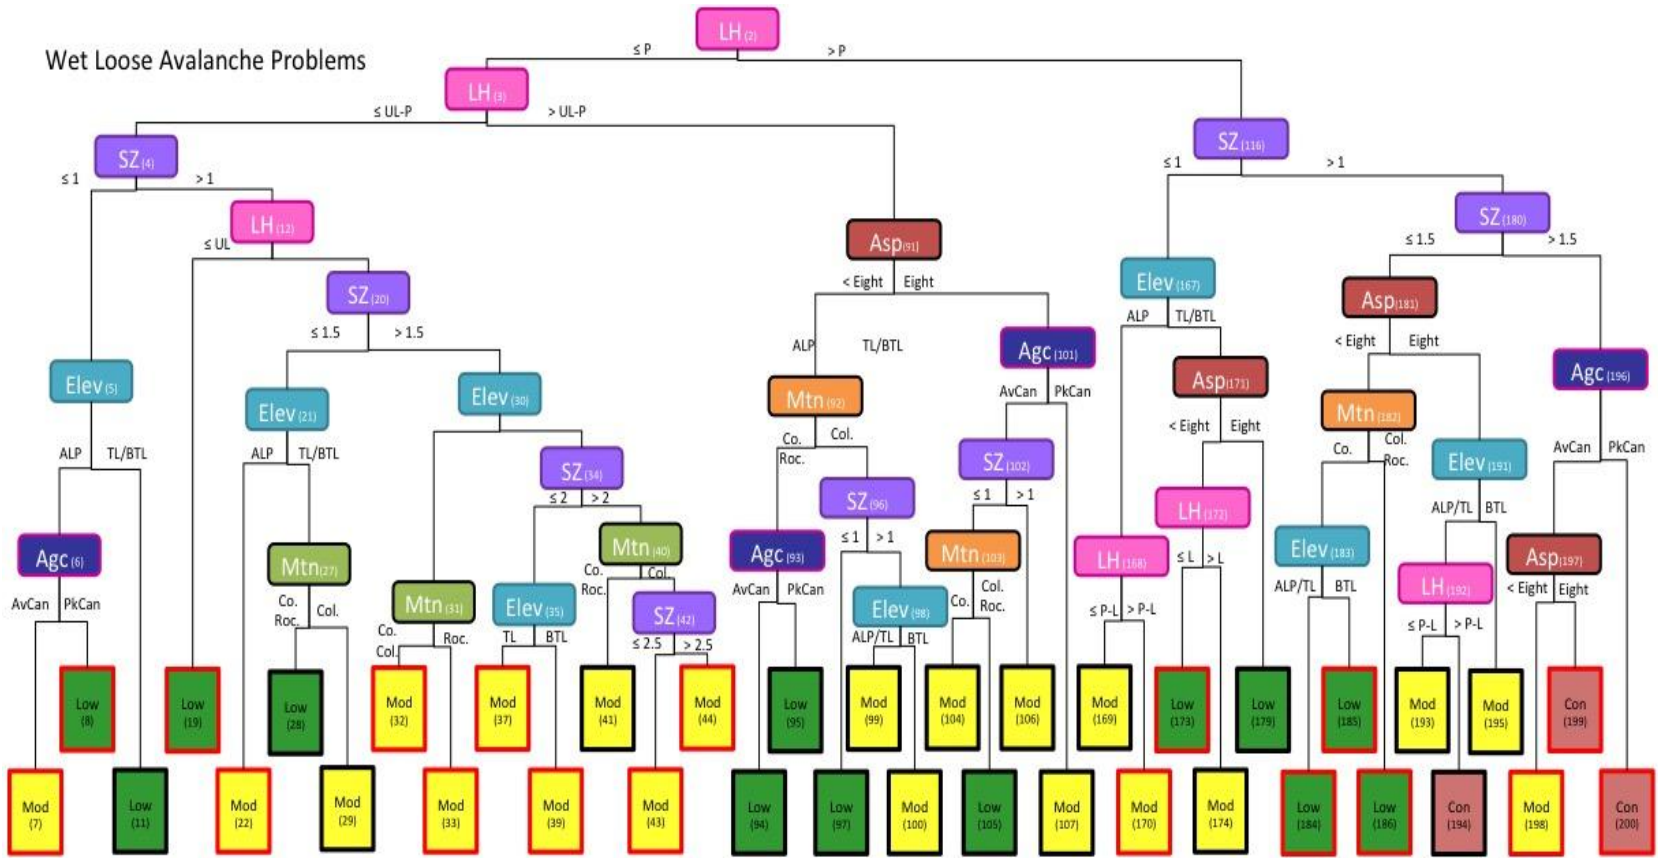 LH (2)
Wet Loose Avalanche Problems
≤ P > P
LH (3)
≤ UL-P > UL-P
SZ (4) SZ (116)
≤ 1 > 1 ≤ 1 > 1
LH (12) SZ (180)
≤ UL Asp (91) ≤ 1.5 > 1.5
SZ (20) < Eight Eight Elev (167) Asp (181)
≤ 1.5 > 1.5 ALP TL/BTL < Eight Eight
ALP TL/BTL Agc (101) Asp (171) Agc (196)
Elev (5) Elev (21) Elev (30) Mtn (92) AvCan PkCan Mtn (182)
ALP TL/BTL ALP TL/BTL Co. Roc. Col. < Eight Eight Co. Col. Roc. AvCan PkCan
SZ (34) SZ (102) Elev (191)
≤ 2 > 2 SZ (96) ≤ 1 > 1 LH (172) ALP/TL BTL
Agc (6) Mtn (27) Mtn (40) Agc (93) ≤ 1 > 1 Mtn (103) LH (168) ≤ L > L Elev (183) Asp (197)
AvCan PkCan Co. Roc. Col. Co. Roc. Col. AvCan PkCan Co. Col. Roc. ALP/TL BTL LH (192) < Eight Eight
Mtn (31) Elev (35) SZ (42) Elev (98) ≤ P-L > P-L ≤ P-L > P-L
Co. Col. Roc. TL BTL ≤ 2.5 > 2.5 ALP/TL BTL
Low Low Low Mod Mod Mod Mod Low Mod Mod Mod Mod Low Low Low Mod Mod Con
(8) (19) (28) (32) (37) (41) (44) (95) (99) (104) (106) (169) (173) (179) (185) (193) (195) (199)
Mod Low Mod Mod Mod Mod Mod Low Low Mod Low Mod Mod Mod Low Low Con Mod Con
(7) (11) (22) (29) (33) (39) (43) (94) (97) (100) (105) (107) (170) (174) (184) (186) (194) (198) (200)